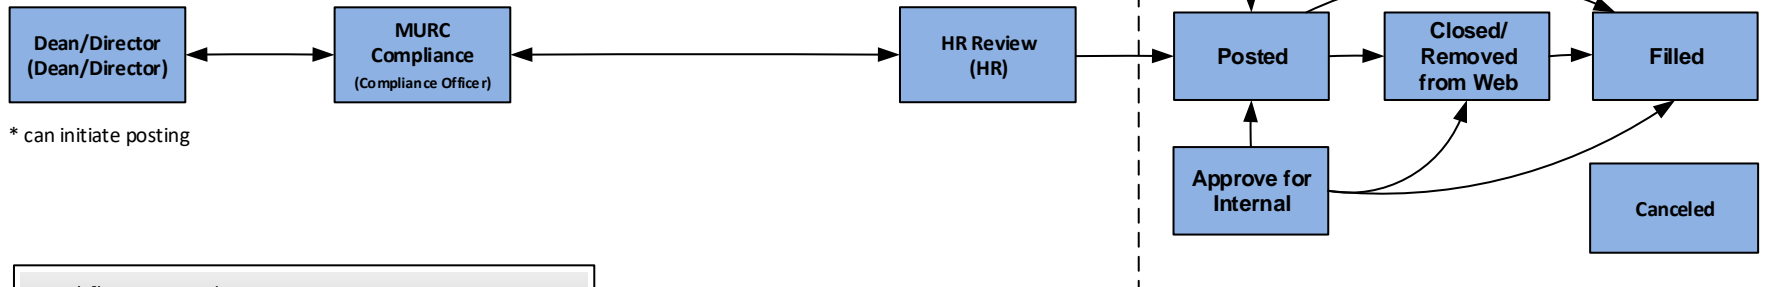 Dean/Director
(Dean/Director)
MURC
Compliance
(Compliance Officer)
HR Review
(HR)
Posted
Closed/
Removed
from Web
Filled
* can initiate posting
Approve for
Internal
Canceled